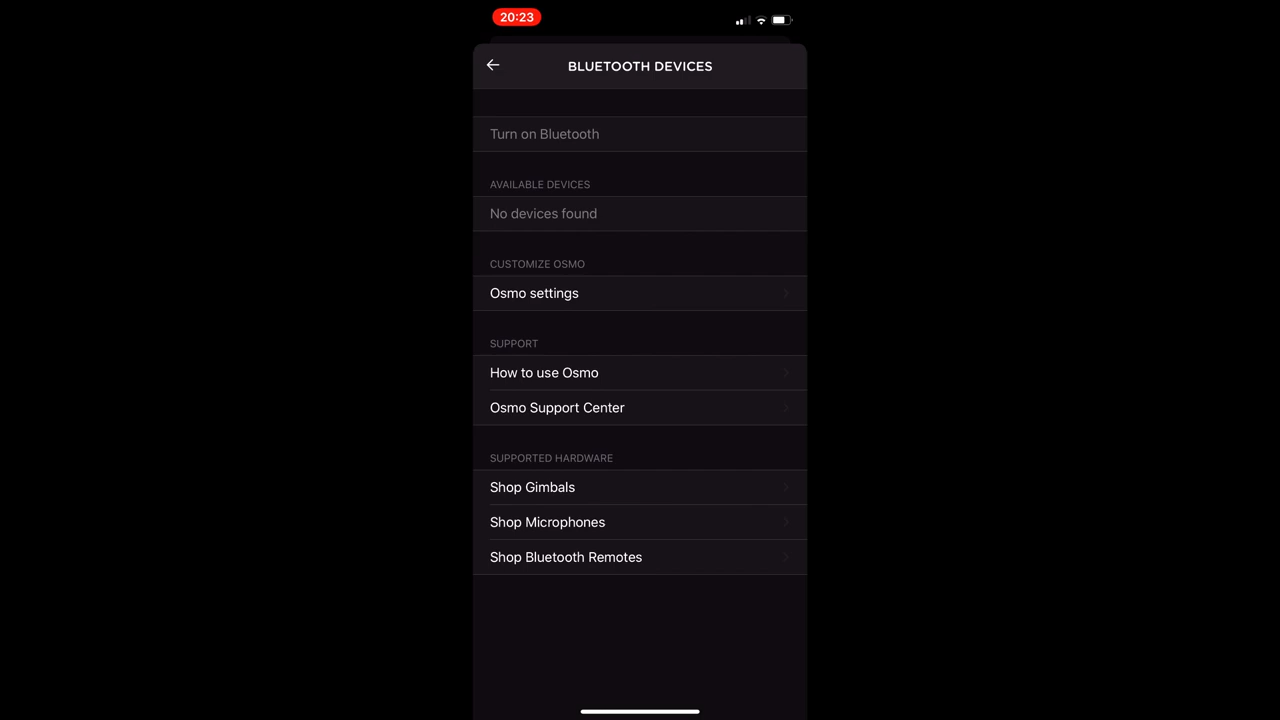 20:23
BLUETOOTH DEVICES
Turn on Bluetooth
AVAILABLE DEVICES
No devices found
CUSTOMIZE OSMO
Osmo settings
SUPPORT
How to use Osmo
Osmo Support Center
SUPPORTED HARDWARE
Shop Gimbals
Shop Microphones
Shop Bluetooth Remotes